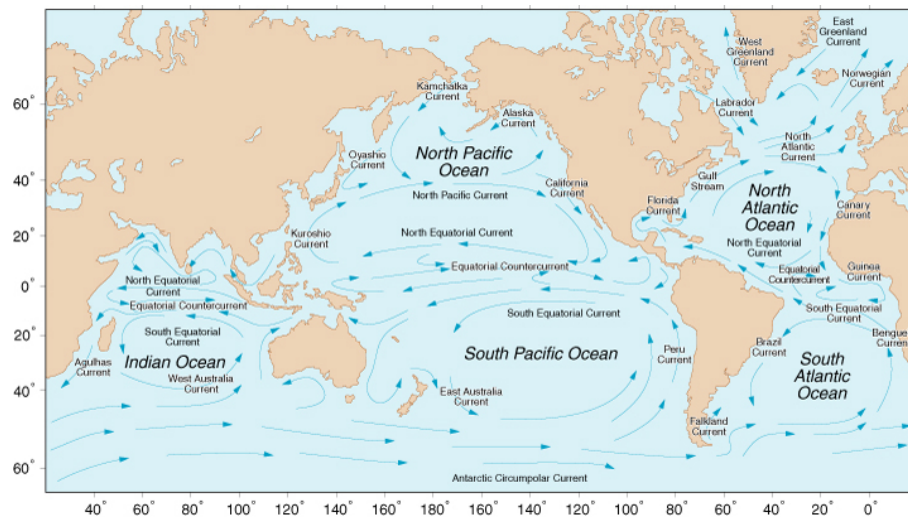 East
Greenland
Current
West
Greenland
Current
Norwegian
Current
Kamchatka
Current
60°
Labrador
Current
Alaska
Current
North
Atlantic
Current
Oyashio
Current
North Pacific
Ocean
40°
Gulf
Stream
California
Current
North Pacific Current
North
Atlantic
Ocean
Florida
Current
Canary
Current
Kuroshio
Current
North Equatorial Current
20°
North Equatorial
Current
Guinea
Current
Equatorial Countercurrent
Equatorial
Countercurrent
North Equatorial
Current
0°
Equatorial Countercurrent
South Equatorial Current
South Equatorial
Current
South Equatorial
Current
20°
Benguel
Current
Brazil
Current
Peru
Current
South Pacific Ocean
Indian Ocean
Agulhas
Current
South
Atlantic
Ocean
West Australia
Current
40°
East Australia
Current
Falkland
Current
60°
Antarctic Circumpolar Current
40° 60° 80° 100° 120° 140° 160° 180° 160° 140° 120° 100° 80° 60° 40° 20° 0°